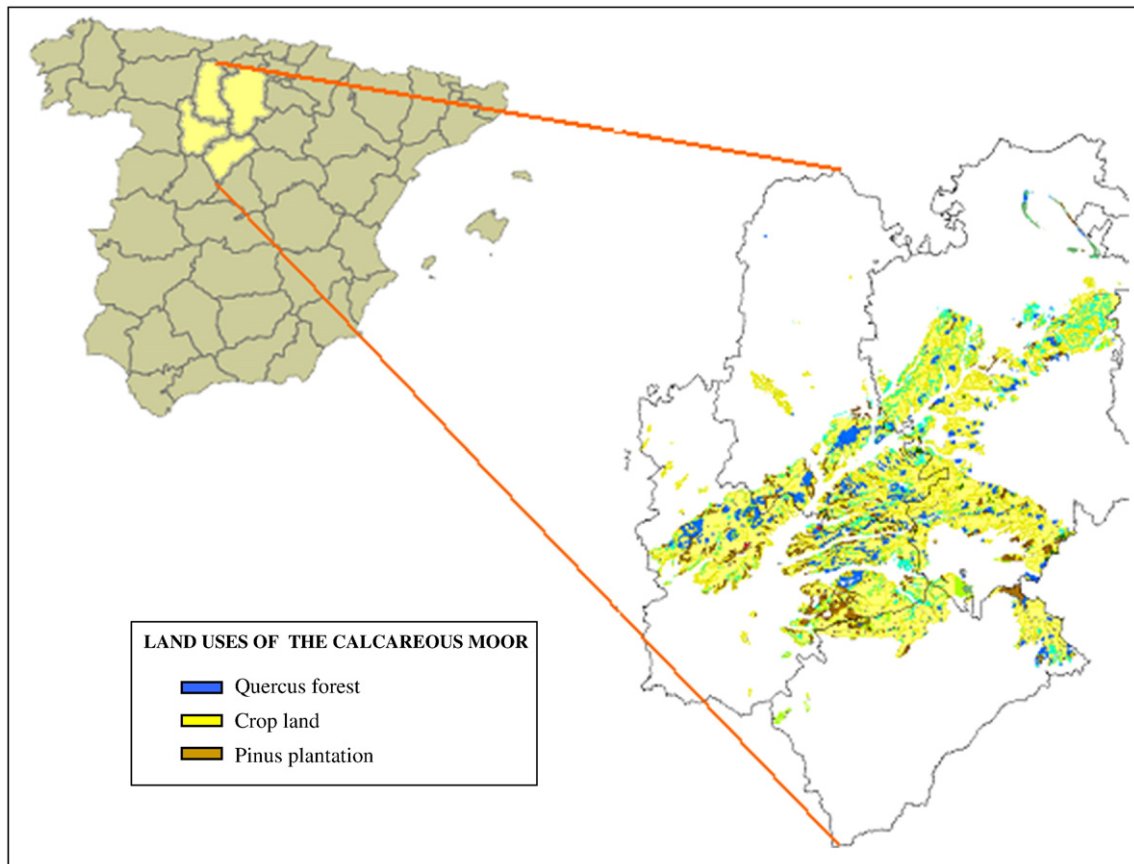 LAND USES OF THE CALCAREOUS MOOR
Quercus forest
Crop land
Pinus plantation